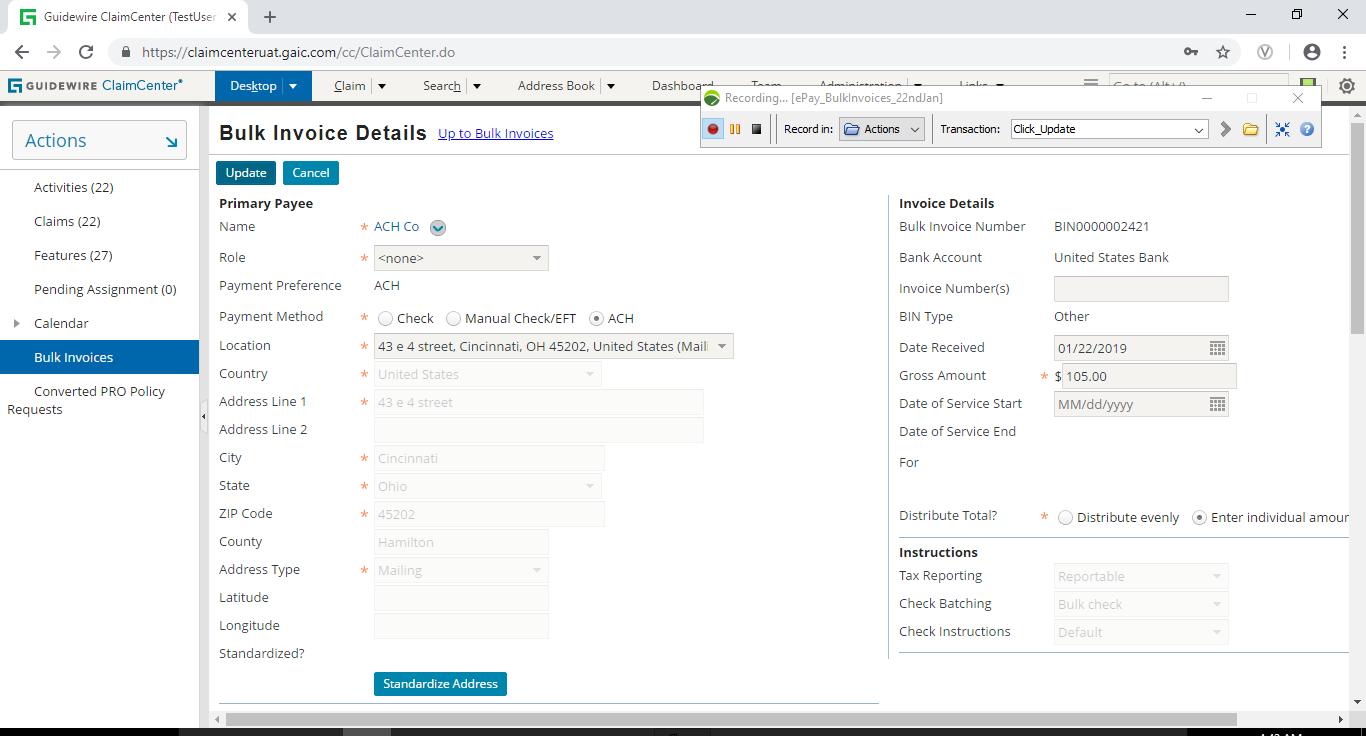 Guidewire ClaimCenter (TestUser
https://claimcenteruat.gaic.com/cc/ClaimCenter.do
GUIDEWIRE ClaimCenter® Desktop Claim Search Address Book
Recording... [ePay_BulkInvoices_22ndJan]
Record in: Actions Transaction: Click_Update
Actions
Activities (22)
Claims (22)
Features (27)
Pending Assignment (0)
Calendar
Bulk Invoices
Converted PRO Policy
Requests
Bulk Invoice Details Up to Bulk Invoices
Update Cancel
Primary Payee
Name * ACH Co
Role * <none>
Payment Preference ACH
Payment Method * Check Manual Check/EFT ACH
Location * 43 e 4 street, Cincinnati, OH 45202, United States (Maili
Country * United States
Address Line 1 * 43 e 4 street
Address Line 2
City * Cincinnati
State * Ohio
ZIP Code * 45202
County Hamilton
Address Type * Mailing
Latitude
Longitude
Standardized?
Standardize Address
Invoice Details
Bulk Invoice Number BIN0000002421
Bank Account United States Bank
Invoice Number(s)
BIN Type Other
Date Received 01/22/2019
Gross Amount * $ 105.00
Date of Service Start MM/dd/yyyy
Date of Service End
For
Distribute Total? * Distribute evenly Enter individual amour
Instructions
Tax Reporting Reportable
Check Batching Bulk check
Check Instructions Default